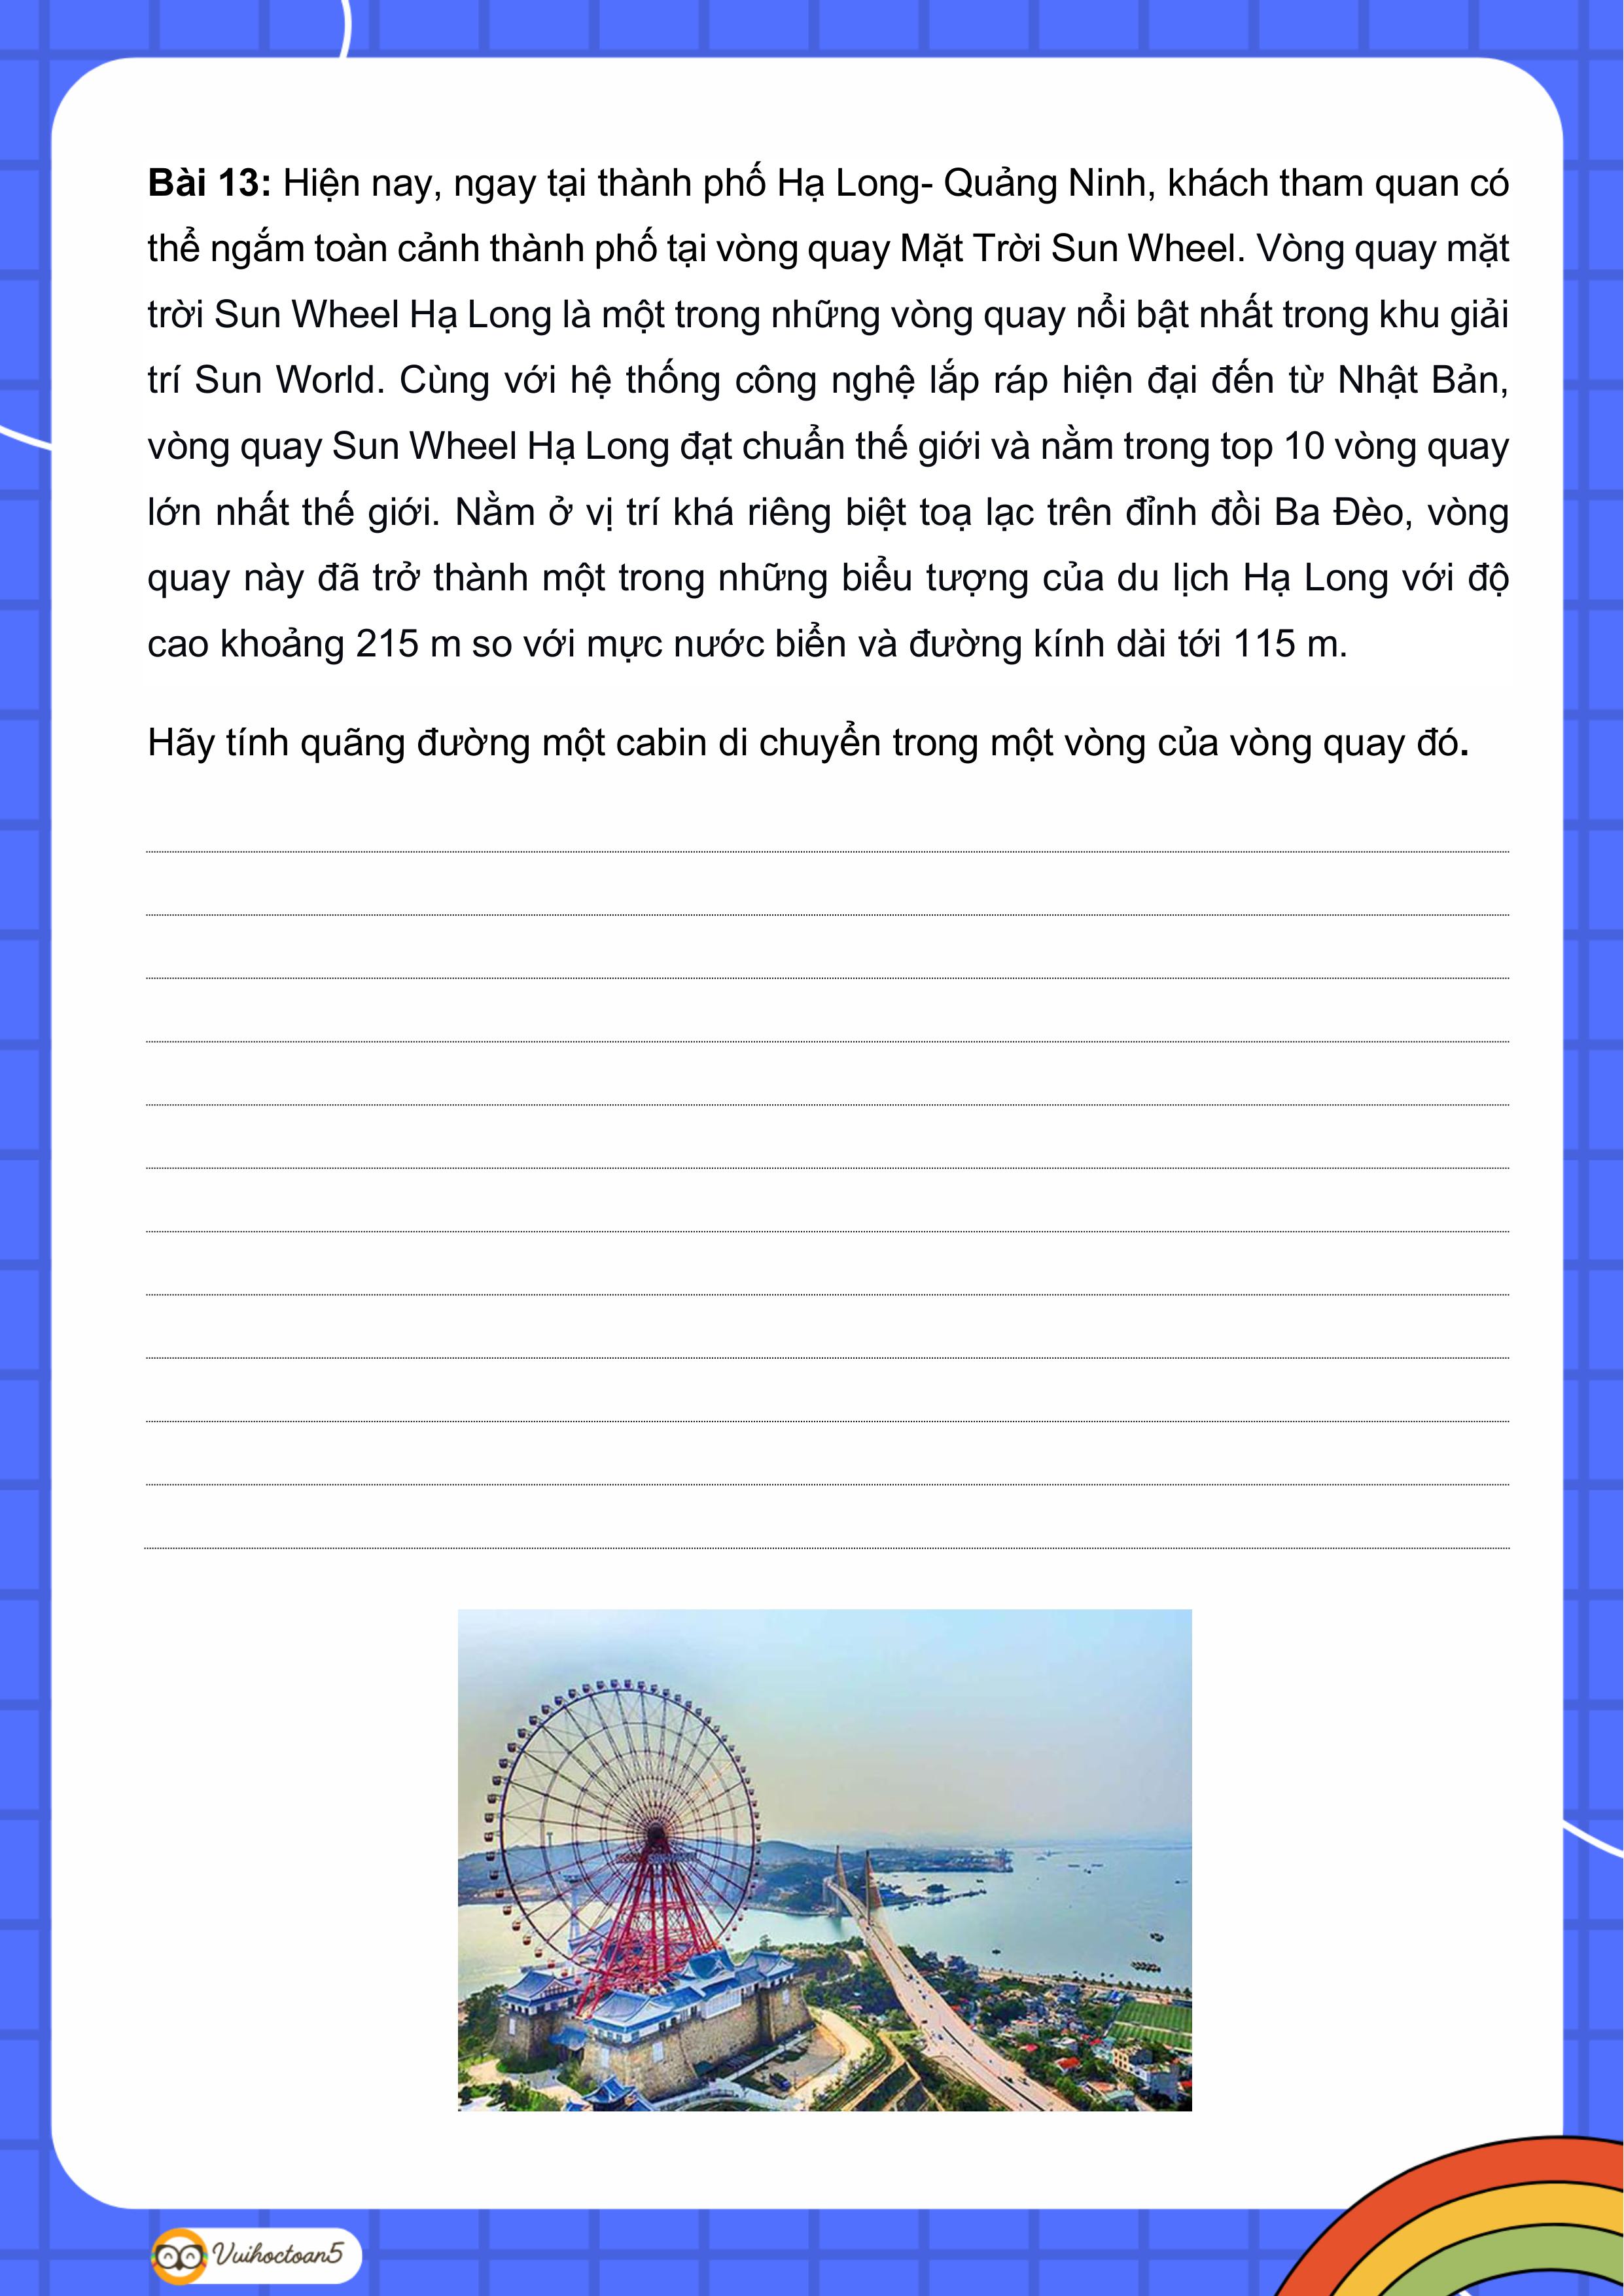 Bài 13: Hiện nay, ngay tại thành phố Hạ Long- Quảng Ninh, khách tham quan có
thể ngắm toàn cảnh thành phố tại vòng quay Mặt Trời Sun Wheel. Vòng quay mặt
trời Sun Wheel Hạ Long là một trong những vòng quay nổi bật nhất trong khu giải
trí Sun World. Cùng với hệ thống công nghệ lắp ráp hiện đại đến từ Nhật Bản,
vòng quay Sun Wheel Hạ Long đạt chuẩn thế giới và nằm trong top 10 vòng quay
lớn nhất thế giới. Nằm ở vị trí khá riêng biệt toạ lạc trên đỉnh đồi Ba Đèo, vòng
quay này đã trở thành một trong những biểu tượng của du lịch Hạ Long với độ
cao khoảng 215 m so với mực nước biển và đường kính dài tới 115 m.
Hãy tính quãng đường một cabin di chuyển trong một vòng của vòng quay đó.
Vuihoctoan5